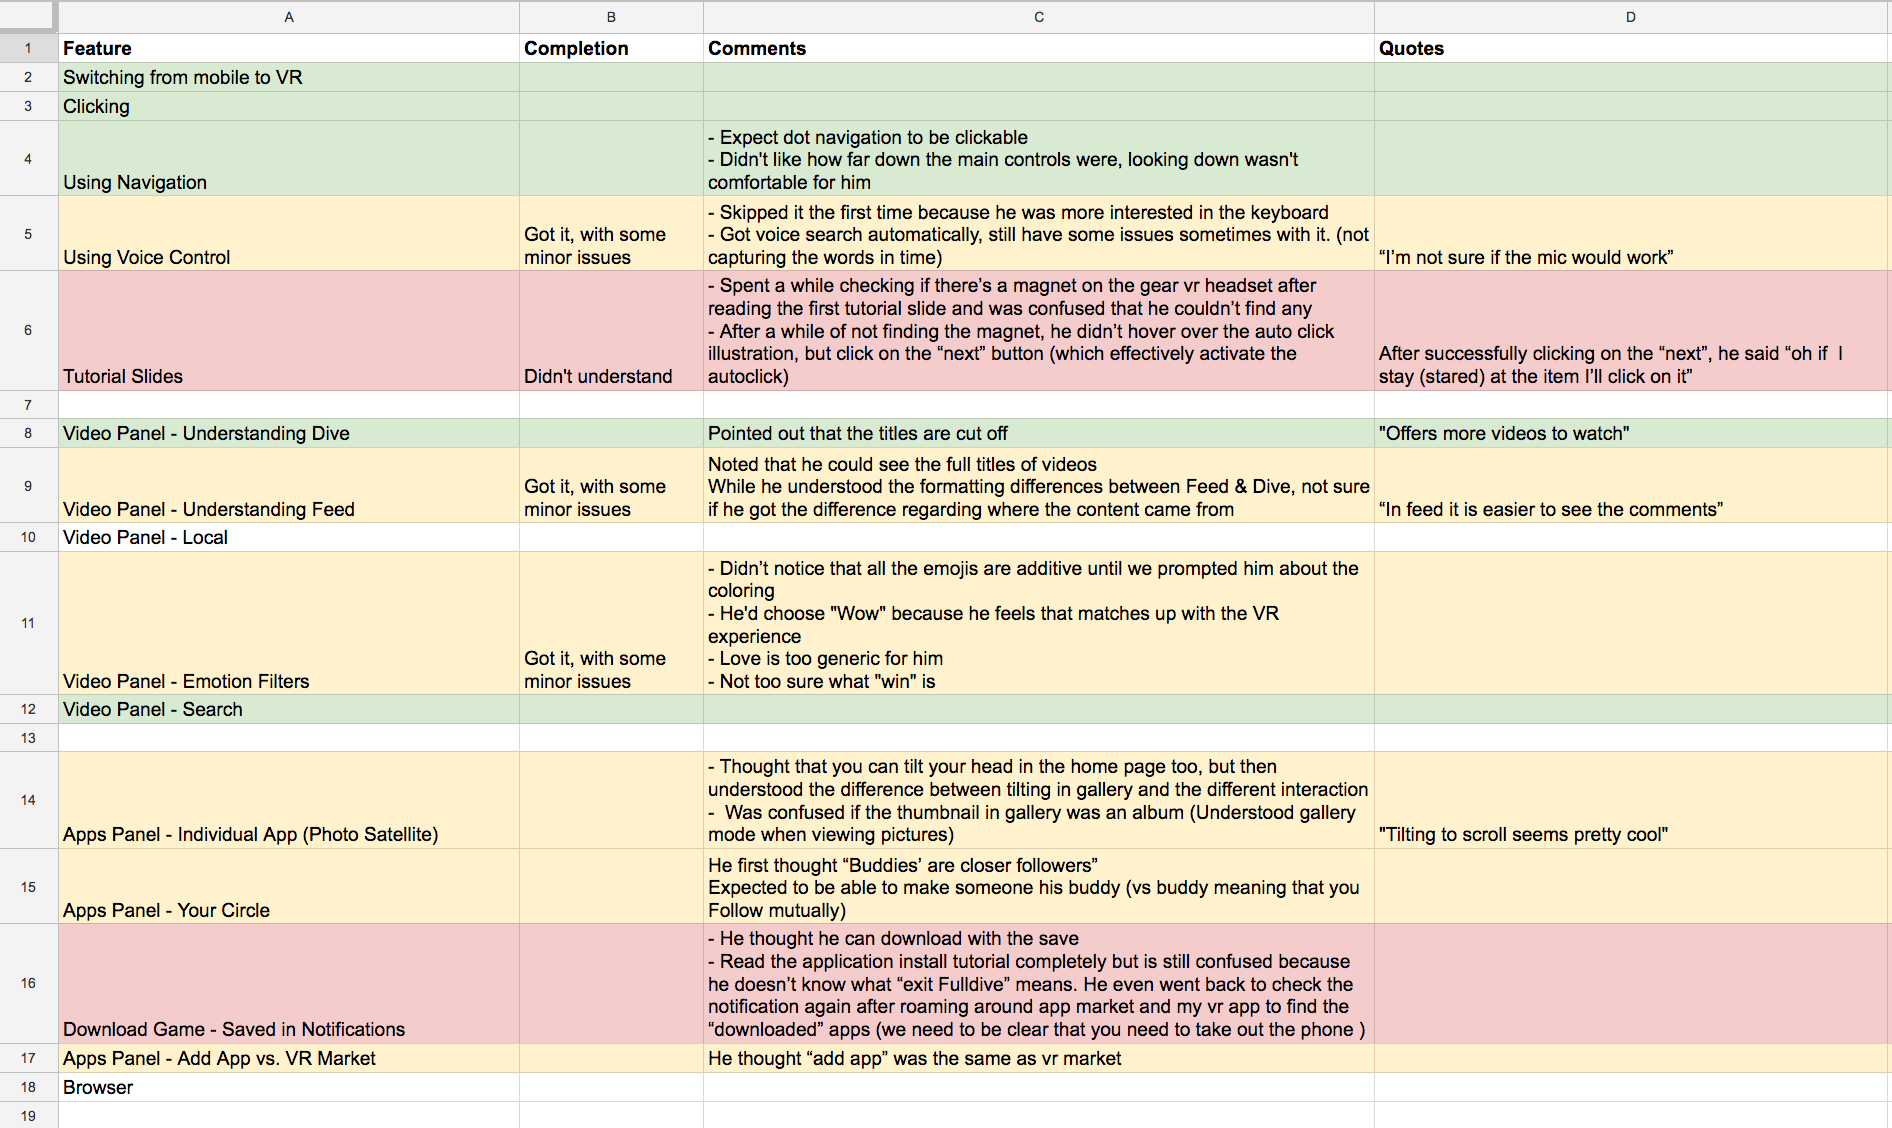 A B C D
1 Feature Completion Comments Quotes
2 Switching from mobile to VR
3 Clicking
4 Using Navigation
- Expect dot navigation to be clickable
- Didn't like how far down the main controls were, looking down wasn't
comfortable for him
5 Using Voice Control
Got it, with some
minor issues
- Skipped it the first time because he was more interested in the keyboard
- Got voice search automatically, still have some issues sometimes with it. (not
capturing the words in time)
“I’m not sure if the mic would work”
6 Tutorial Slides
Didn't understand
- Spent a while checking if there’s a magnet on the gear vr headset after
reading the first tutorial slide and was confused that he couldn’t find any
- After a while of not finding the magnet, he didn’t hover over the auto click
illustration, but click on the “next” button (which effectively activate the
autoclick)
After successfully clicking on the “next”, he said “oh if I
stay (stared) at the item I’ll click on it”
7
8 Video Panel - Understanding Dive
Pointed out that the titles are cut off
"Offers more videos to watch"
9 Video Panel - Understanding Feed
Got it, with some
minor issues
Noted that he could see the full titles of videos
While he understood the formatting differences between Feed & Dive, not sure
if he got the difference regarding where the content came from
“In feed it is easier to see the comments”
10 Video Panel - Local
11 Video Panel - Emotion Filters
Got it, with some
minor issues
- Didn’t notice that all the emojis are additive until we prompted him about the
coloring
- He'd choose "Wow" because he feels that matches up with the VR
experience
- Love is too generic for him
- Not too sure what "win" is
12 Video Panel - Search
13
14 Apps Panel - Individual App (Photo Satellite)
- Thought that you can tilt your head in the home page too, but then
understood the difference between tilting in gallery and the different interaction
- Was confused if the thumbnail in gallery was an album (Understood gallery
mode when viewing pictures)
"Tilting to scroll seems pretty cool"
15 Apps Panel - Your Circle
He first thought “Buddies’ are closer followers”
Expected to be able to make someone his buddy (vs buddy meaning that you
Follow mutually)
16 Download Game - Saved in Notifications
- He thought he can download with the save
- Read the application install tutorial completely but is still confused because
he doesn’t know what “exit Fulldive” means. He even went back to check the
notification again after roaming around app market and my vr app to find the
“downloaded” apps (we need to be clear that you need to take out the phone )
17 Apps Panel - Add App vs. VR Market
He thought “add app” was the same as vr market
18 Browser
19